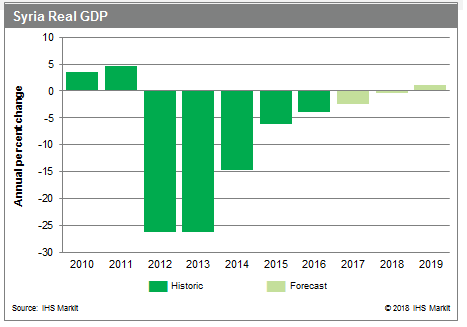 Syria Real GDP
Annual percent change
10
5
0
-5
-10
-15
-20
-25
-30
2010 2011 2012 2013 2014 2015 2016 2017 2018 2019
Historic Forecast
Source: IHS Markit © 2018 IHS Markit